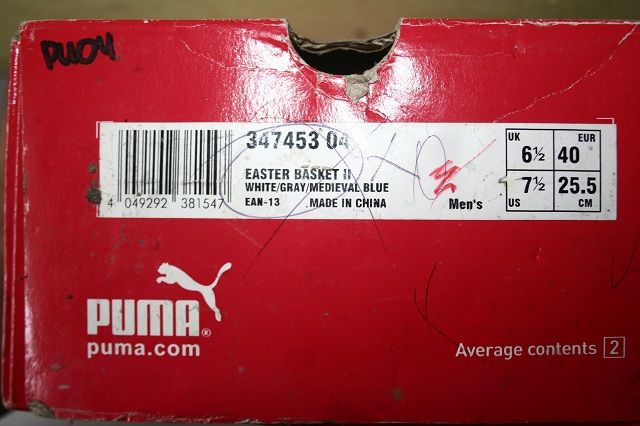 PUO4
347453 04
UK 6½ 40 EUR
EASTER BASKET II
WHITE/GRAY/MEDIEVAL BLUE
4 049292 381547 EAN-13 MADE IN CHINA Men's
US 7½ 25.5 CM
PUMA®
puma.com
Average contents 2